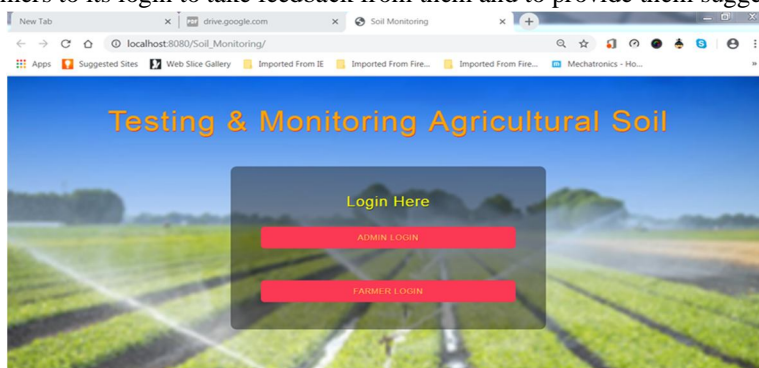 to its login to take feedback from them and to provide them
New Tab
drive.google.com
Soil Monitoring
localhost:8080/Soil_Monitoring/
Apps
Suggested Sites
Web Slice Gallery
Imported From IE
Imported From Fire...
Imported From Fire...
Mechatronics - Ho...
»
Testing & Monitoring Agricultural Soil
Login Here
ADMIN LOGIN
FARMER LOGIN